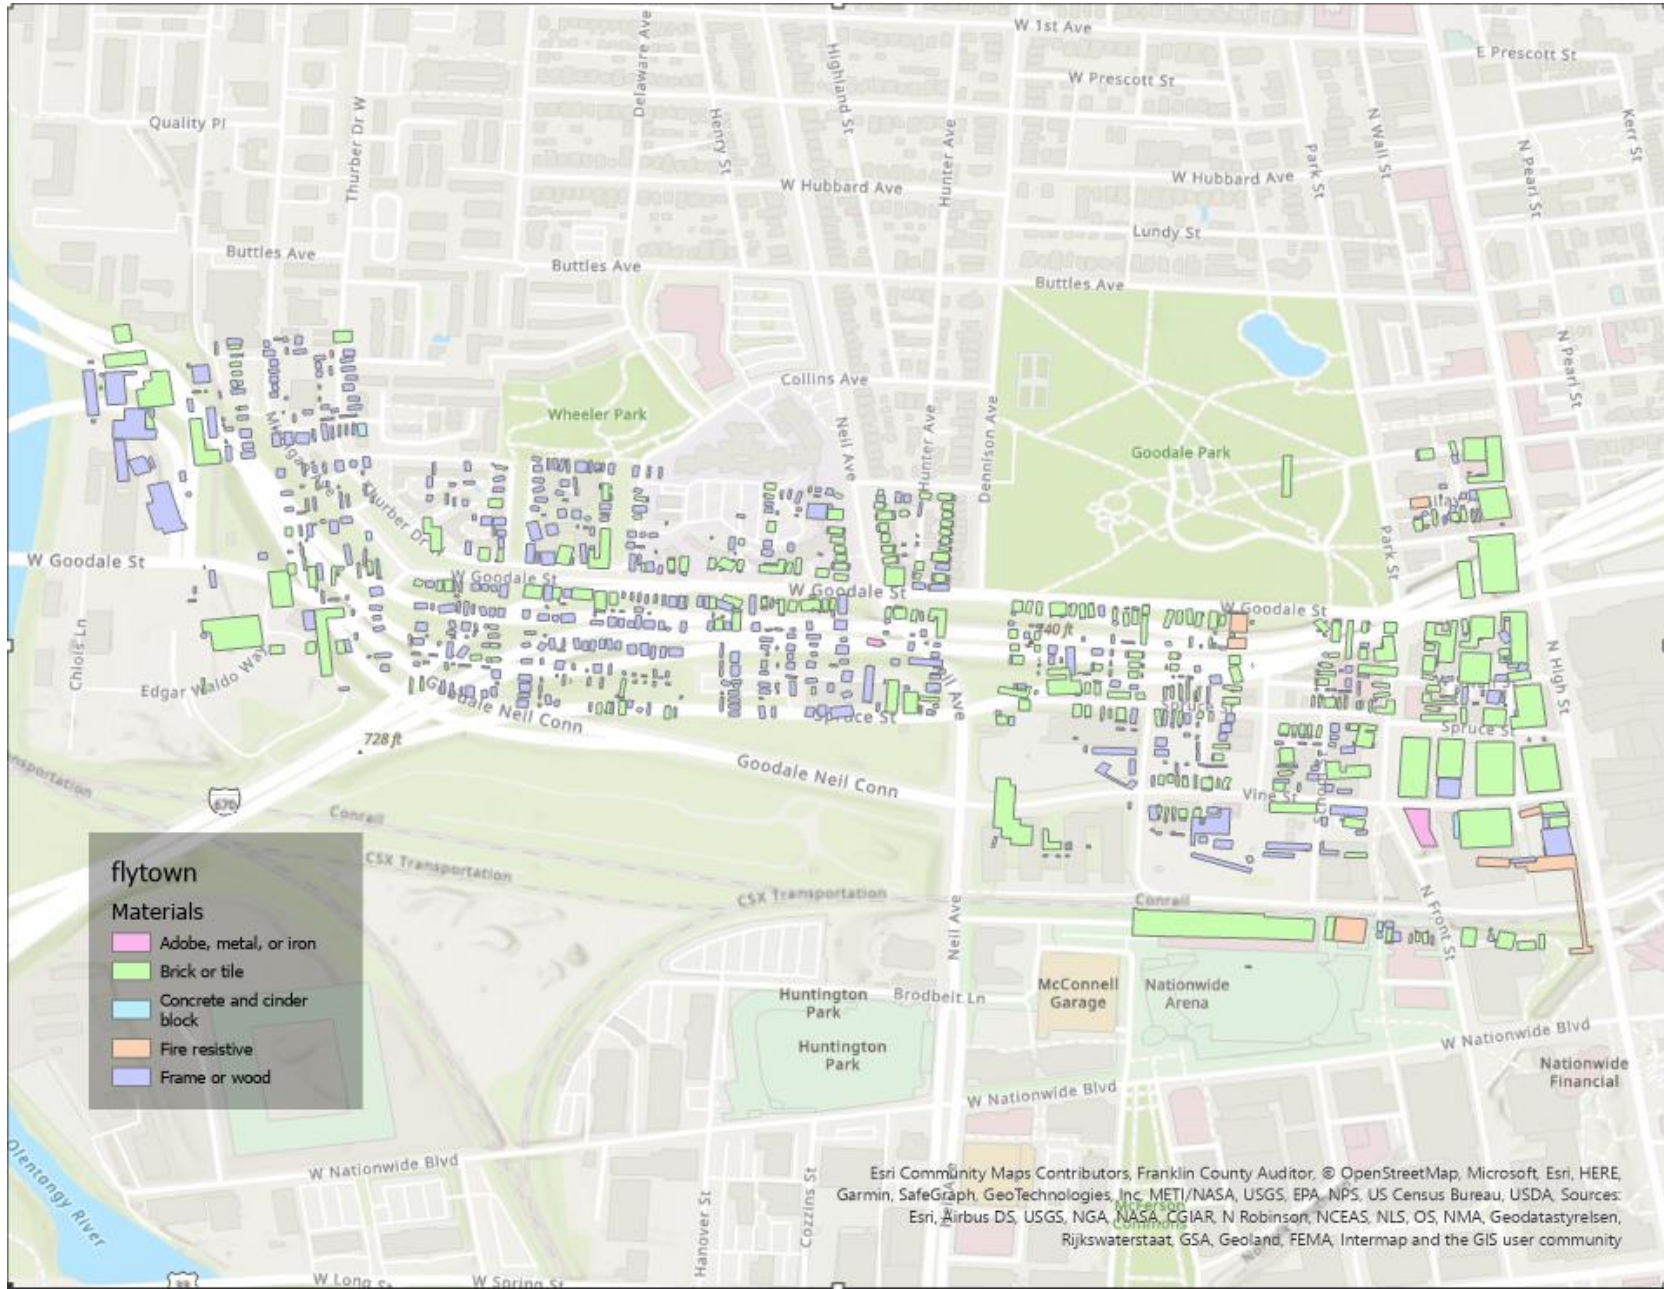 W 1st Ave
E Prescott St
W Prescott St
Delaware Ave
Highland St
Thurber Dr W
Henry St
Hunter Ave
N Wall St
Kerr St
Quality Pl
Park St
N Pearl St
W Hubbard Ave
W Hubbard Ave
Lundy St
Buttles Ave
Buttles Ave
Buttles Ave
N Pearl St
Collins Ave
Wheeler Park
Neil Ave
Hunter Ave
Dennison Ave
Goodale Park
Park St
W Goodale St
W Goodale St
W Goodale St
W Goodale St
740 ft
Chlois Ln
Edgar Waldo Way
N High St
Goodale Neil Conn
Spruce St
Spruce St
728 ft
Goodale Neil Conn
Vine St
670
Conrail
CSX Transportation
CSX Transportation
Conrail
N Front St
Neil Ave
flytown
Materials
Adobe, metal, or iron
Brick or tile
Concrete and cinder
block
Fire resistive
Frame or wood
Huntington
Park
Brodbelt Ln
McConnell
Garage
Nationwide
Arena
Huntington
Park
W Nationwide Blvd
Nationwide
Financial
W Nationwide Blvd
W Nationwide Blvd
Olentangy River
Hanover St
Cozzins St
McFerson
Commons
W Long St
W Spring St
Esri Community Maps Contributors, Franklin County Auditor, © OpenStreetMap, Microsoft, Esri, HERE,
Garmin, SafeGraph, GeoTechnologies, Inc, METI/NASA, USGS, EPA, NPS, US Census Bureau, USDA, Sources:
Esri, Airbus DS, USGS, NGA, NASA, CGIAR, N Robinson, NCEAS, NLS, OS, NMA, Geodatastyrelsen,
Rijkswaterstaat, GSA, Geoland, FEMA, Intermap and the GIS user community